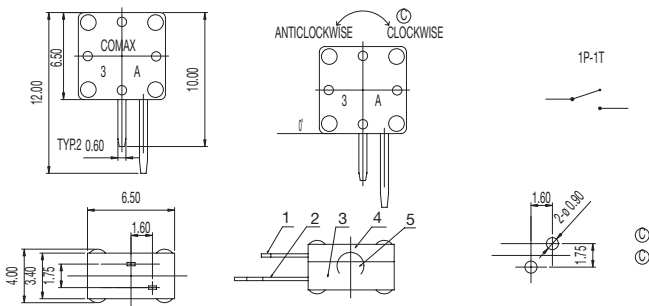 12.00
6.50
COMAX
3 A
10.00
TYP.2 0.60
ANTICLOCKWISE
©
CLOCKWISE
3 A
0'
1P-1T
6.50
1.60
4.00
3.40
1.75
1 2 3 4 5
1.60
2-ø0.90
1.75
©
©